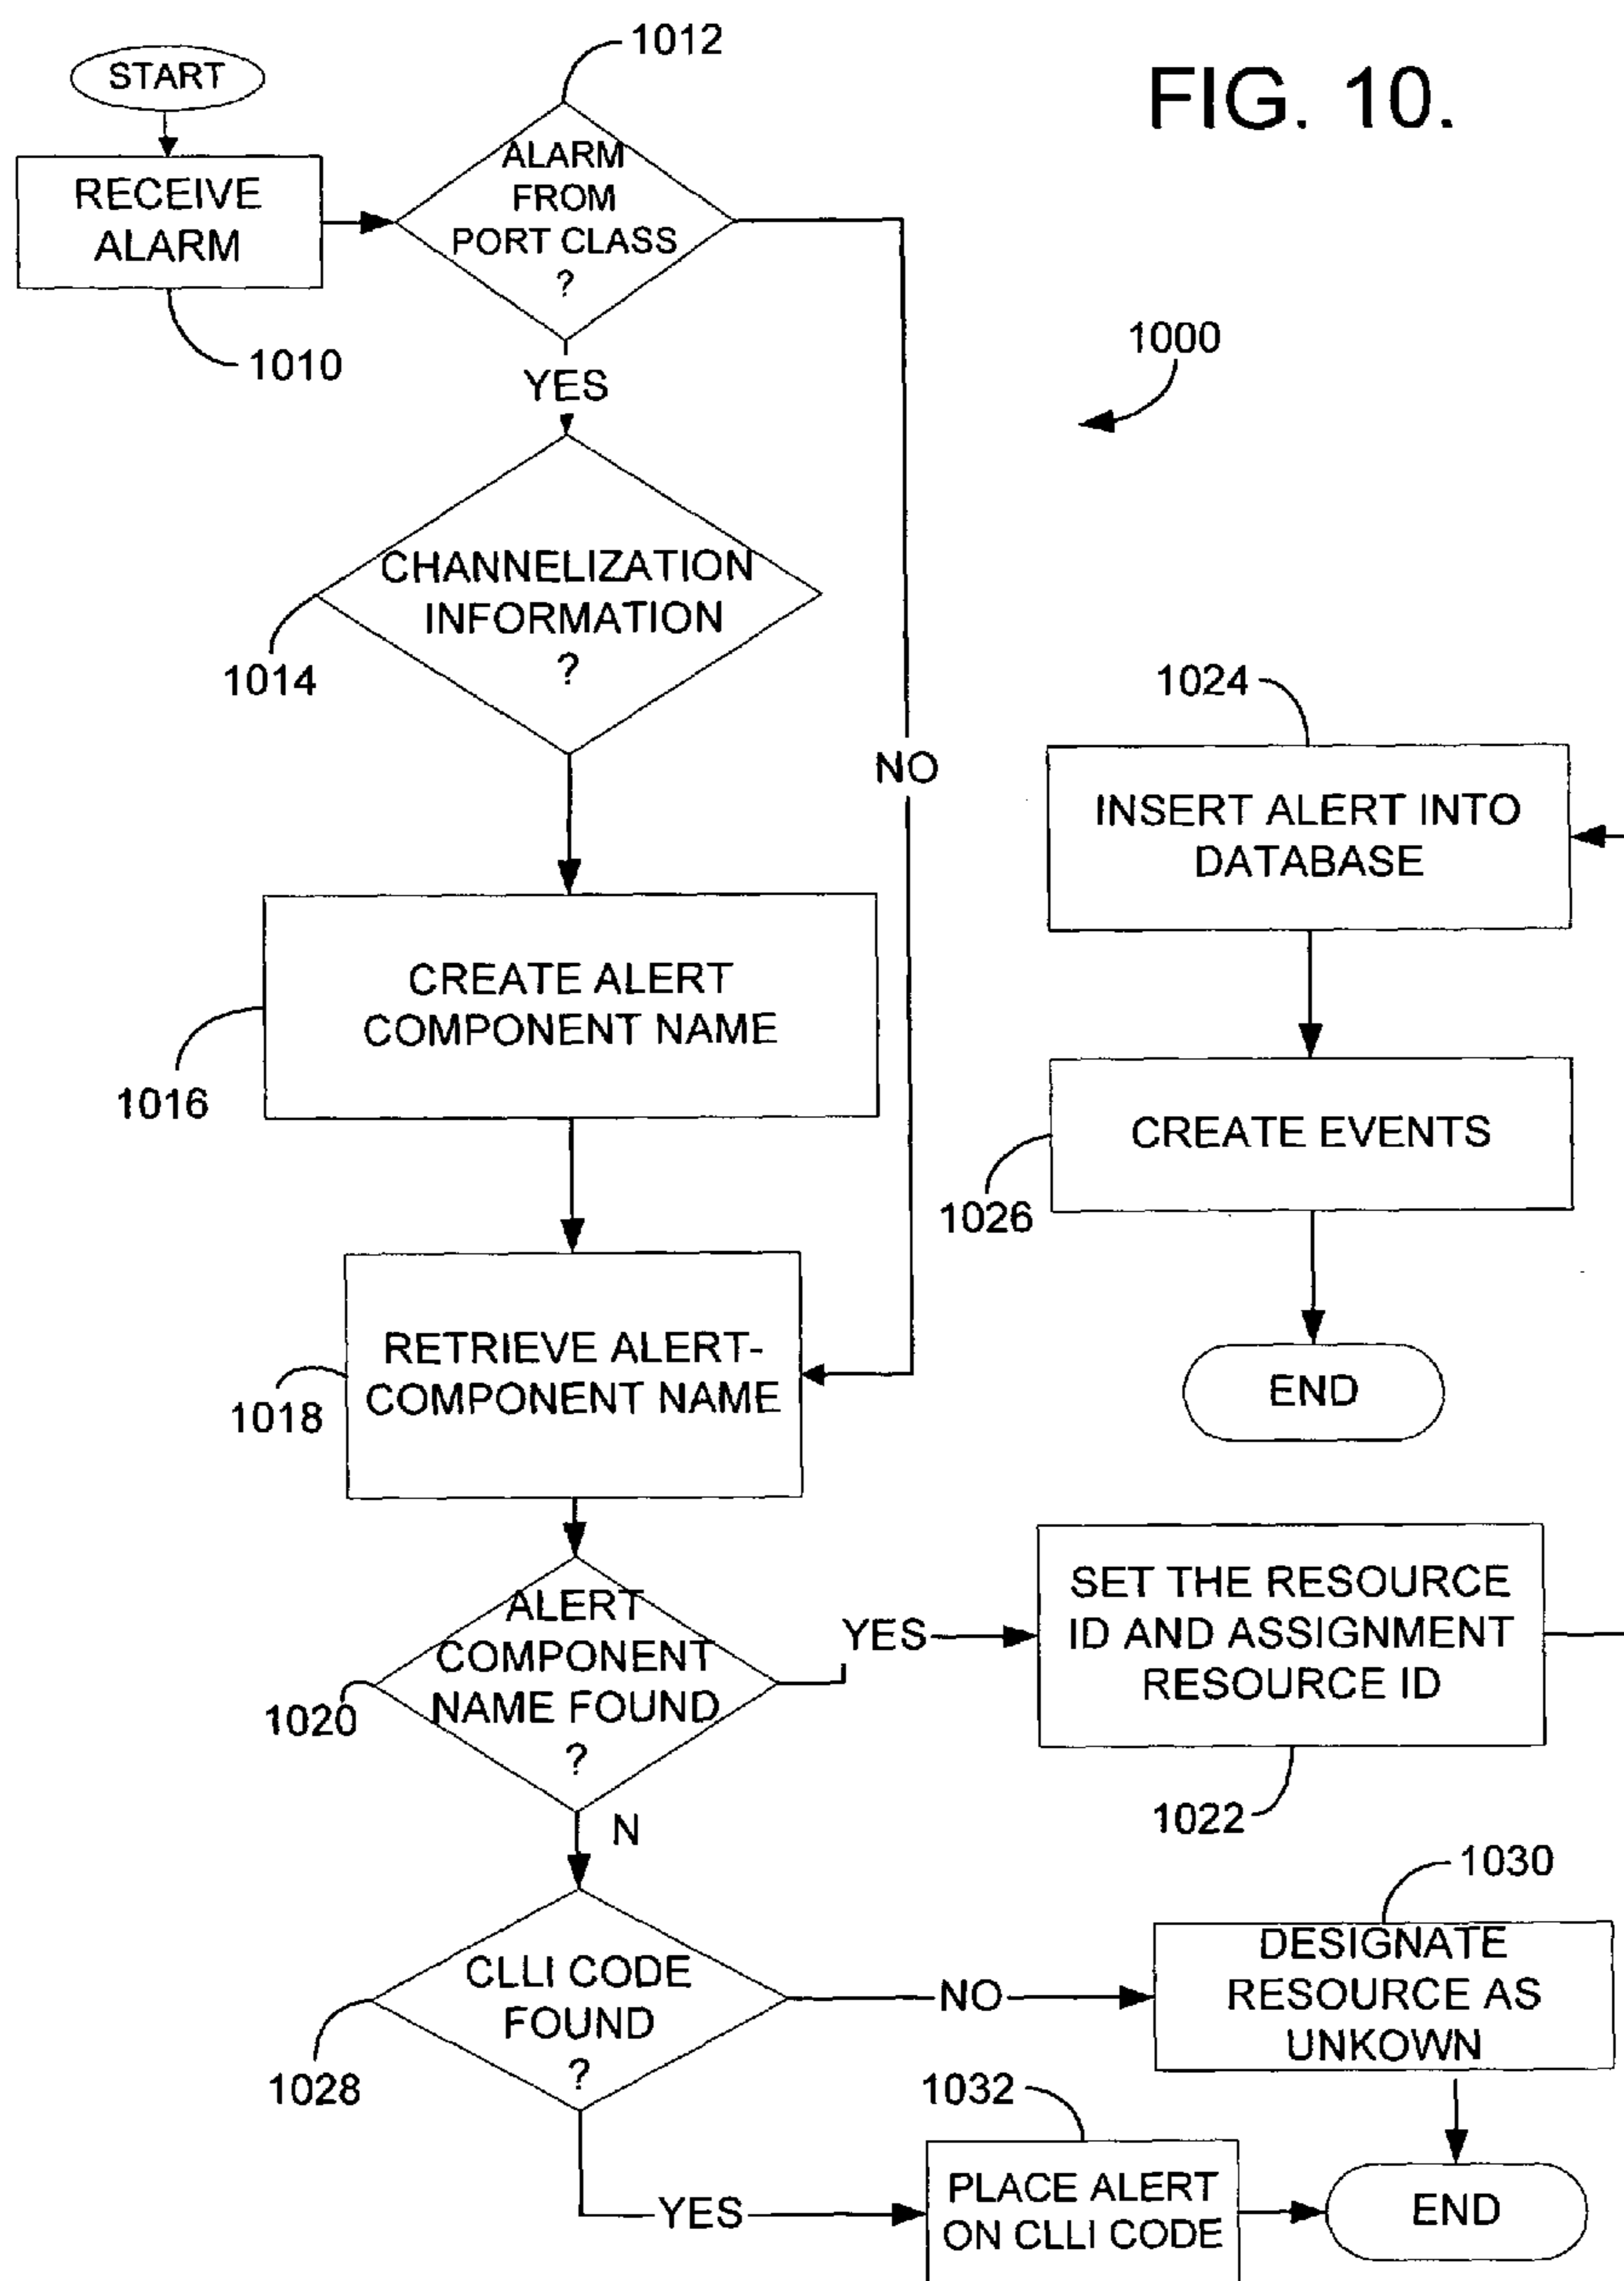 FIG. 10.
START
1012
RECEIVE
ALARM
1010
ALARM
FROM
PORT CLASS
?
YES
NO
1000
CHANNELIZATION
INFORMATION
?
1014
CREATE ALERT
COMPONENT NAME
1016
RETRIEVE ALERT-
COMPONENT NAME
1018
ALERT
COMPONENT
NAME FOUND
?
1020
YES
SET THE RESOURCE
ID AND ASSIGNMENT
RESOURCE ID
1022
1024
INSERT ALERT INTO
DATABASE
CREATE EVENTS
1026
END
N
CLLI CODE
FOUND
?
1028
NO
1030
DESIGNATE
RESOURCE AS
UNKOWN
YES
1032
PLACE ALERT
ON CLLI CODE
END